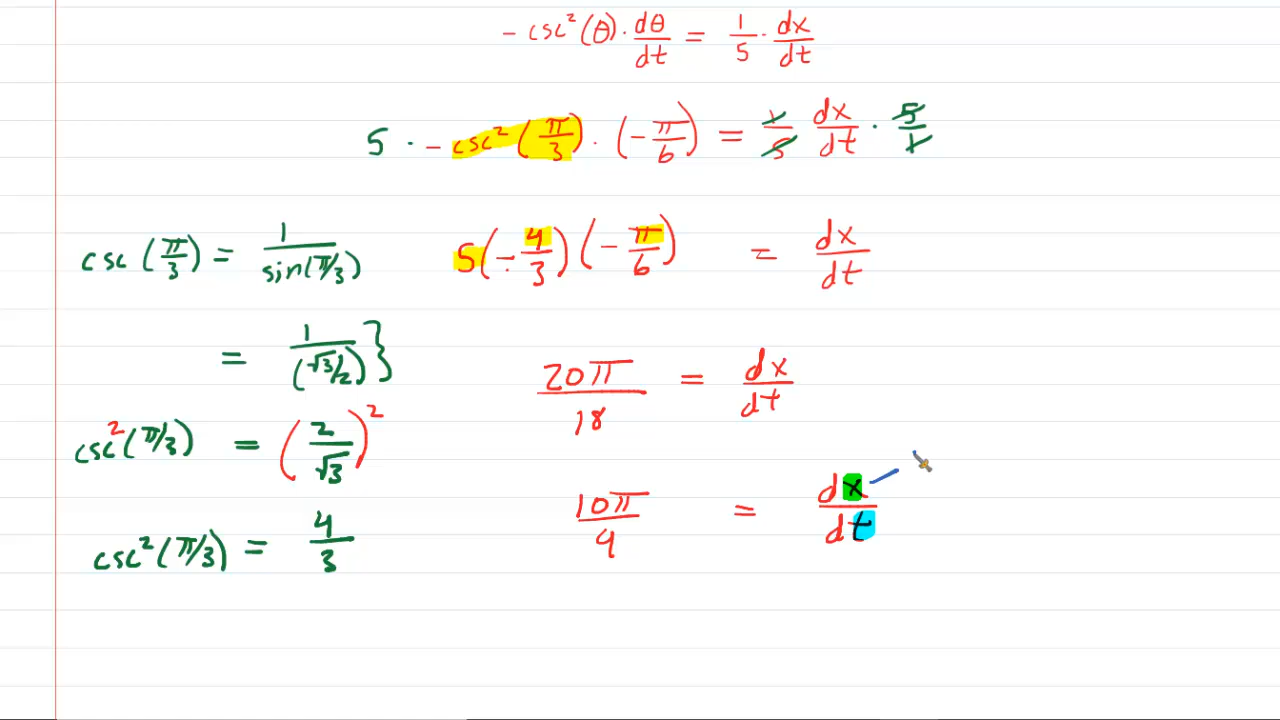 - csc²(θ) · dθ/dt = 1/5 · dx/dt
5 · - csc²(π/3) · (- π/6) = 1/5 dx/dt · 5/1
csc(π/3) = 1/sin(π/3)
5(- 4/3)(- π/6) = dx/dt
= 1/(√3/2)}
20π/18 = dx/dt
csc²(π/3) = (2/√3)²
10π/9 = dx/dt
csc²(π/3) = 4/3